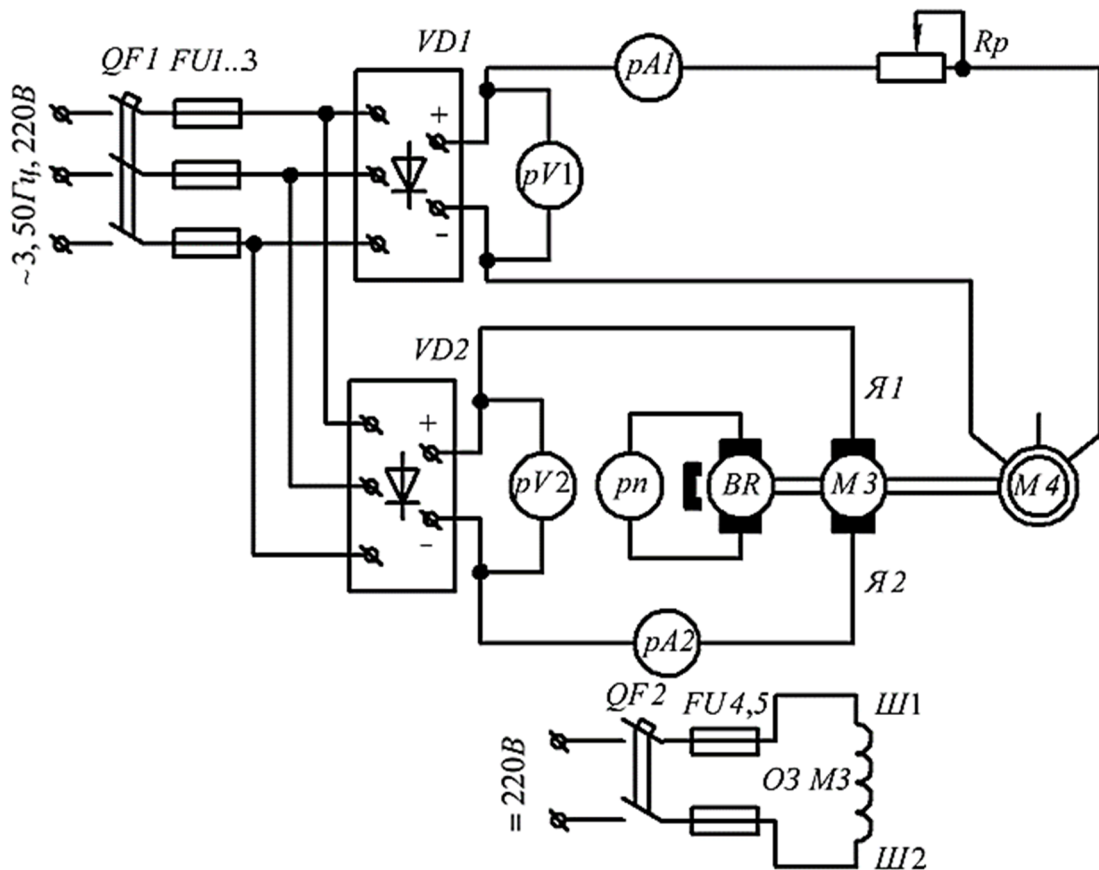 VD1
QF1 FU1..3
Rp
pA1
+
pV1
-
~3, 50Гц, 220В
VD2
Я1
+
pV2
pn
BR
M3
M4
-
Я2
pA2
QF2
FU4,5
Ш1
= 220В
ОЗ М3
Ш2